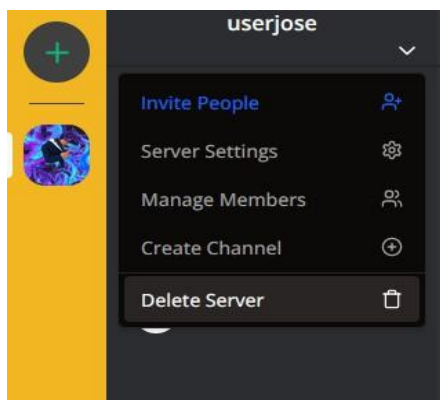 userjose
Invite People
Server Settings
Manage Members
Create Channel
Delete Server